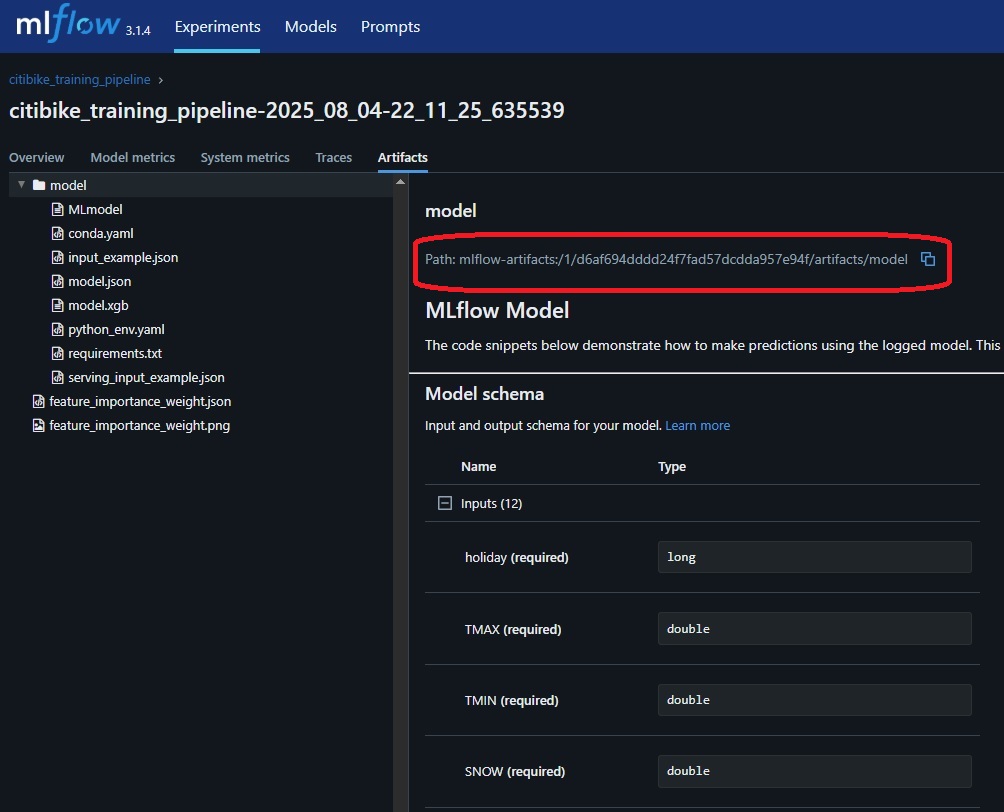 mlflow 3.1.4 Experiments Models Prompts
citibike_training_pipeline ›
citibike_training_pipeline-2025_08_04-22_11_25_635539
Overview Model metrics System metrics Traces Artifacts
model
MLmodel
conda.yaml
input_example.json
model.json
model.xgb
python_env.yaml
requirements.txt
serving_input_example.json
feature_importance_weight.json
feature_importance_weight.png
model
Path: mlflow-artifacts:/1/d6af694dddd24f7fad57dcdda957e94f/artifacts/model
MLflow Model
The code snippets below demonstrate how to make predictions using the logged model. This
Model schema
Input and output schema for your model. Learn more
Name Type
Inputs (12)
holiday (required) long
TMAX (required) double
TMIN (required) double
SNOW (required) double